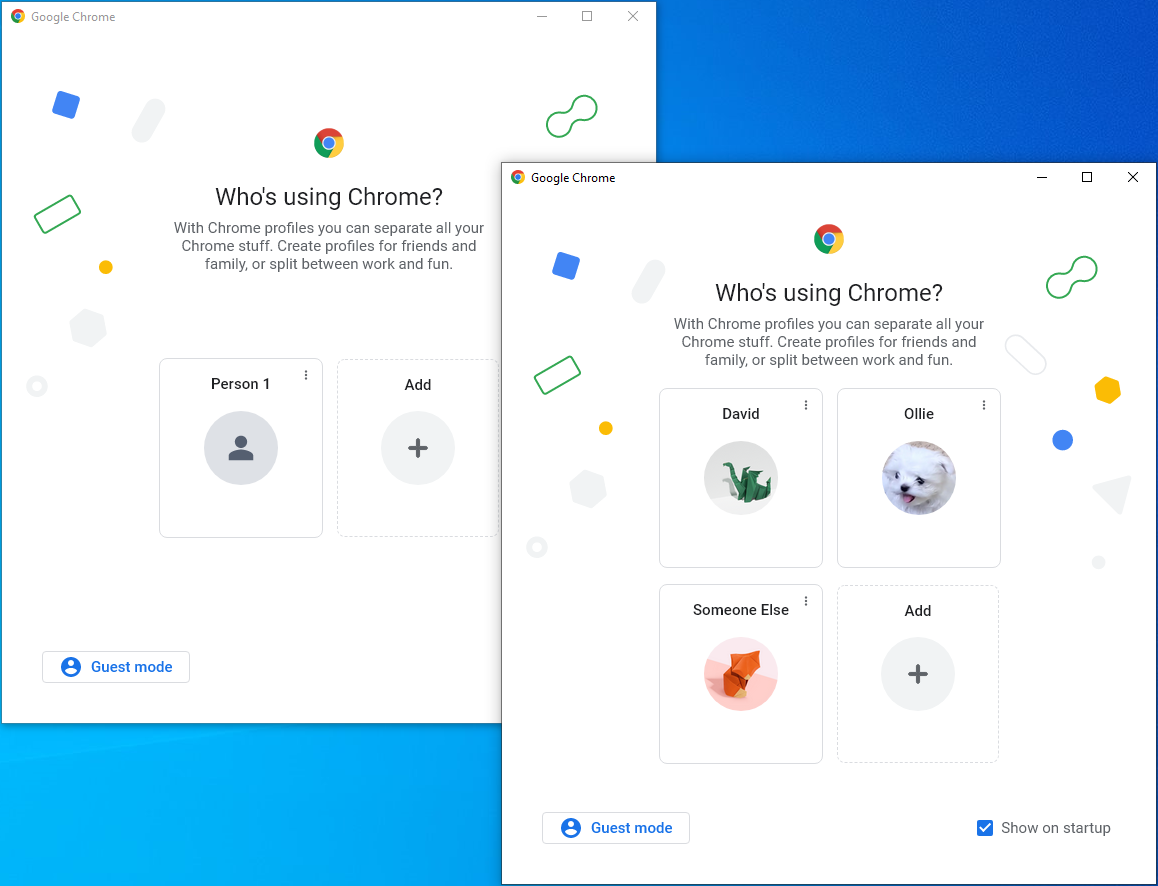 Google Chrome
Who's using Chrome?
With Chrome profiles you can separate all your
Chrome stuff. Create profiles for friends and
family, or split between work and fun.
Person 1
Add
Guest mode
Google Chrome
Who's using Chrome?
With Chrome profiles you can separate all your
Chrome stuff. Create profiles for friends and
family, or split between work and fun.
David
Ollie
Someone Else
Add
Guest mode
Show on startup